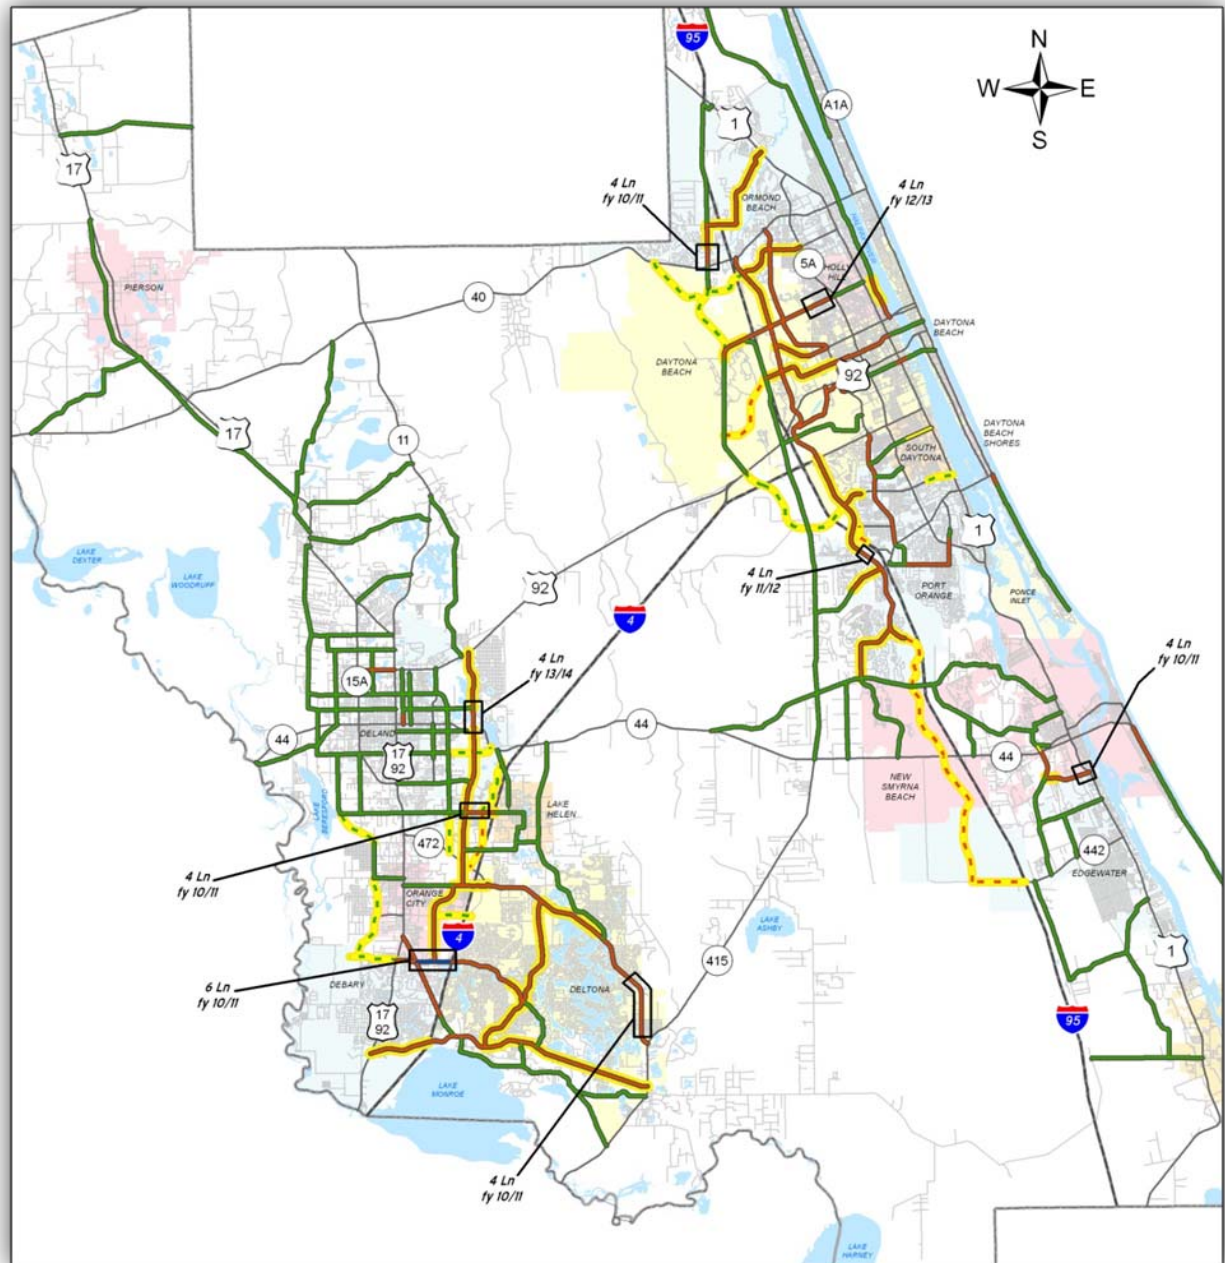 95
N
W E
S
A1A
1
17
4 Ln
fy 10/11
4 Ln
fy 12/13
ORMOND
BEACH
HALIFAX RIVER
5A
HOLLY
HILL
PIERSON
40
DAYTONA
BEACH
DAYTONA
BEACH
92
17
11
DAYTONA
BEACH
SHORES
SOUTH
DAYTONA
LAKE
DEXTER
LAKE
WOODRUFF
1
92
4 Ln
fy 11/12
PORT
ORANGE
PONCE
INLET
4
4 Ln
fy 10/11
4 Ln
fy 13/14
15A
44
DELAND
44
17
92
44
NEW
SMYRNA
BEACH
LAKE
BERESFORD
LAKE
HELEN
472
442
EDGEWATER
4 Ln
fy 10/11
ORANGE
CITY
LAKE
ASHBY
4
415
1
6 Ln
fy 10/11
DEBARY
DELTONA
17
92
95
LAKE
MONROE
4 Ln
fy 10/11
LAKE
HARNEY